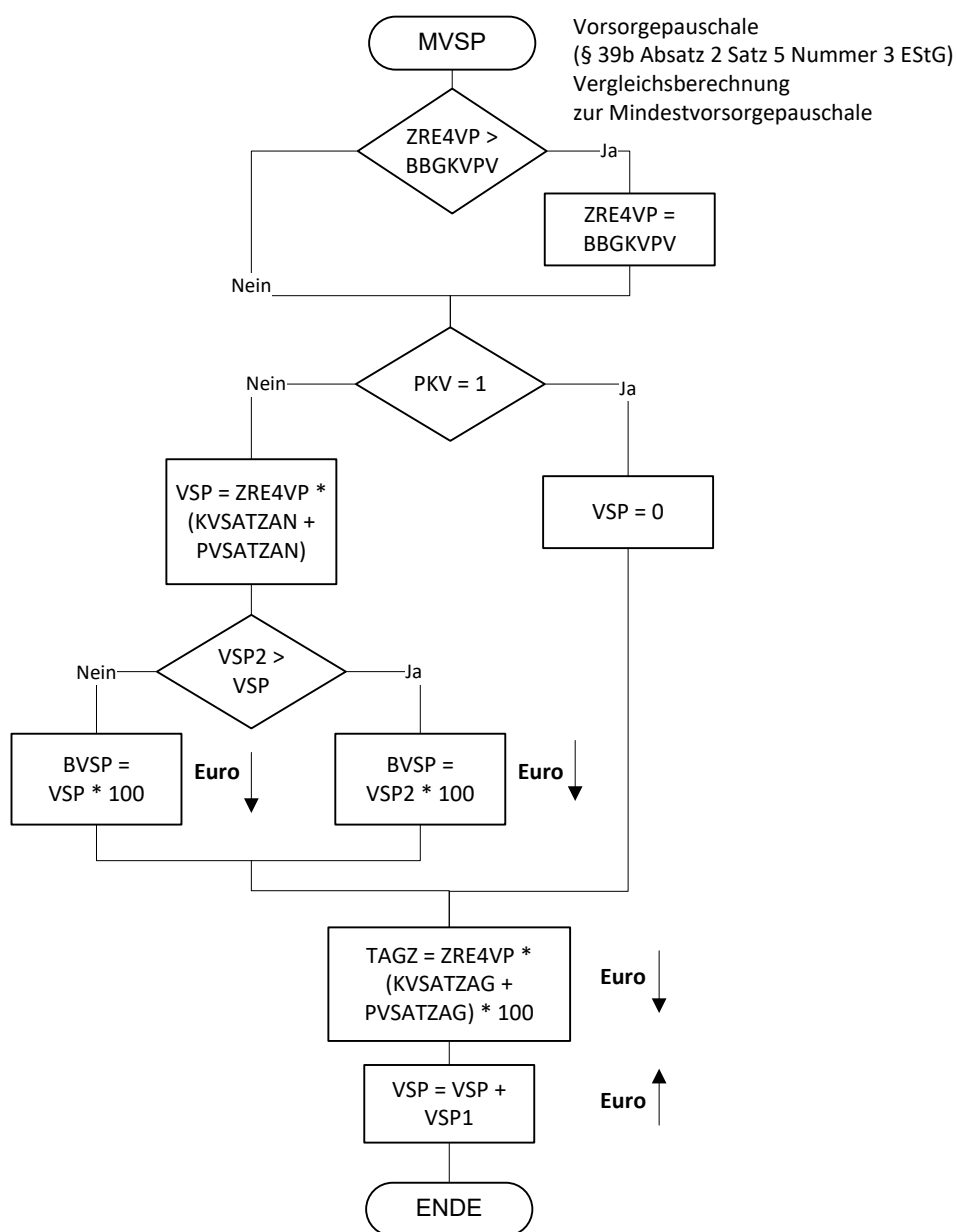 MVSP
Vorsorgepauschale
(§ 39b Absatz 2 Satz 5 Nummer 3 EStG)
Vergleichsberechnung
zur Mindestvorsorgepauschale
ZRE4VP >
BBGKVPV
Ja
ZRE4VP =
BBGKVPV
Nein
PKV = 1
Nein
Ja
VSP = ZRE4VP *
(KVSATZAN +
PVSATZAN)
VSP = 0
VSP2 >
VSP
Nein
Ja
BVSP =
VSP * 100
Euro
BVSP =
VSP2 * 100
Euro
TAGZ = ZRE4VP *
(KVSATZAG +
PVSATZAG) * 100
Euro
VSP = VSP +
VSP1
Euro
ENDE